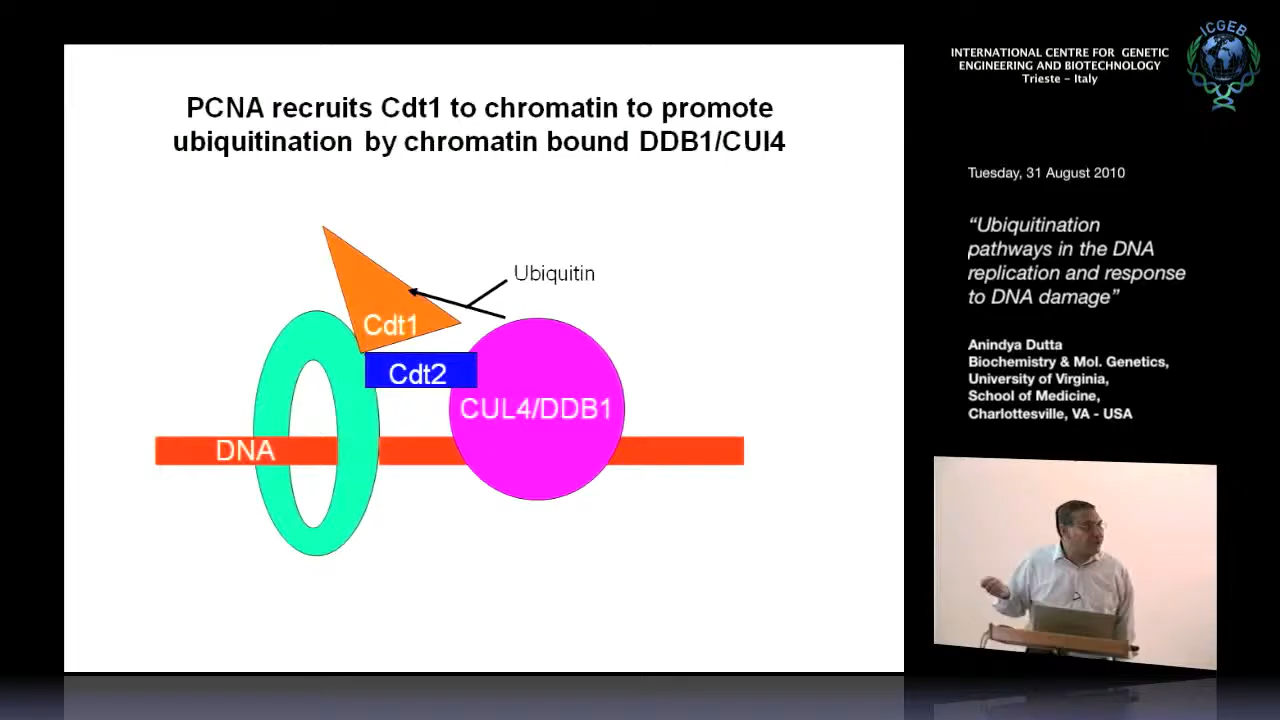 PCNA recruits Cdt1 to chromatin to promote
ubiquitination by chromatin bound DDB1/CUl4
Ubiquitin
Cdt1
Cdt2
CUL4/DDB1
DNA
ICGEB
INTERNATIONAL CENTRE FOR GENETIC
ENGINEERING AND BIOTECHNOLOGY
Trieste - Italy
Tuesday, 31 August 2010
“Ubiquitination
pathways in the DNA
replication and response
to DNA damage”
Anindya Dutta
Biochemistry & Mol. Genetics,
University of Virginia,
School of Medicine,
Charlottesville, VA - USA